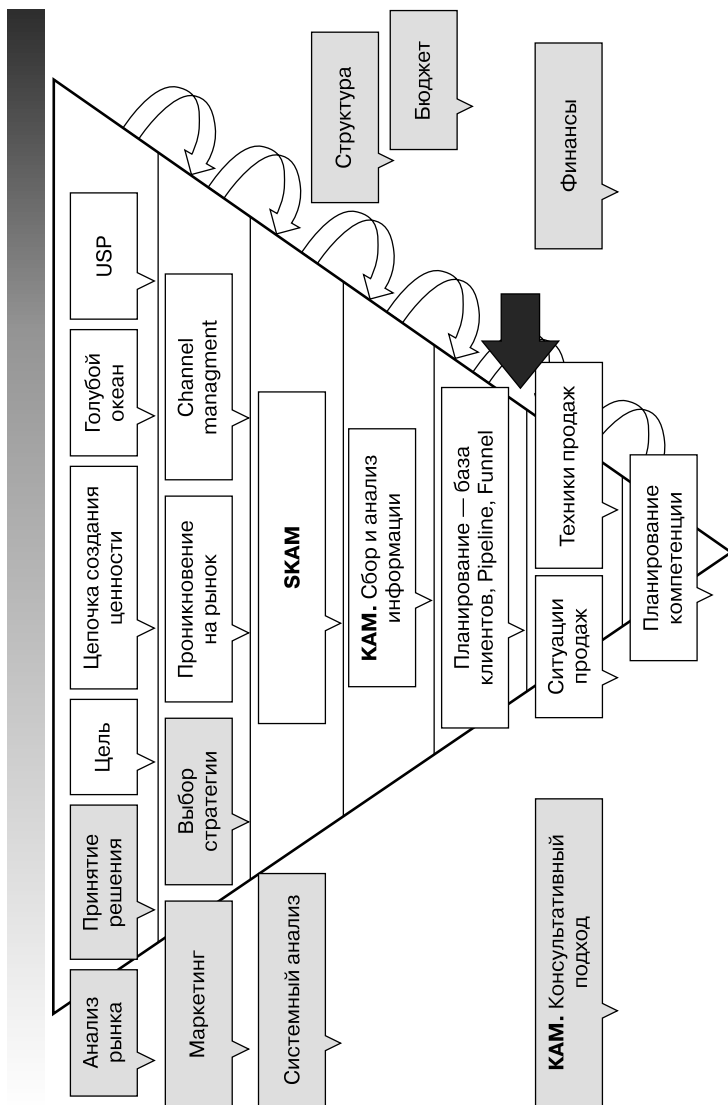 Анализ
рынка
Принятие
решения
Цель
Цепочка создания
ценности
Голубой
океан
USP
Маркетинг
Выбор
стратегии
Проникновение
на рынок
Channel
managment
Системный анализ
SKAM
Структура
KAM. Сбор и анализ
информации
Бюджет
Планирование — база
клиентов, Pipeline, Funnel
KAM. Консультативный
подход
Ситуации
продаж
Техники продаж
Финансы
Планирование
компетенции